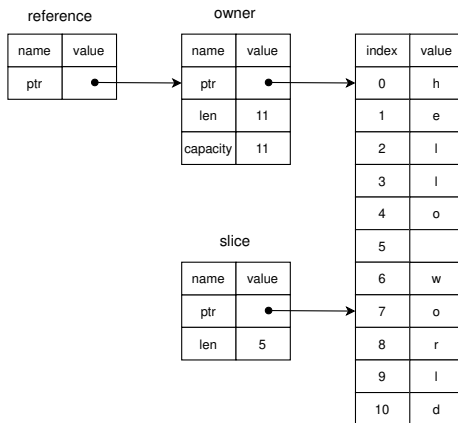 reference
name value
ptr
owner
name value
ptr
len 11
capacity 11
slice
name value
ptr
len 5
index value
0 h
1 e
2 l
3 l
4 o
5
6 w
7 o
8 r
9 l
10 d